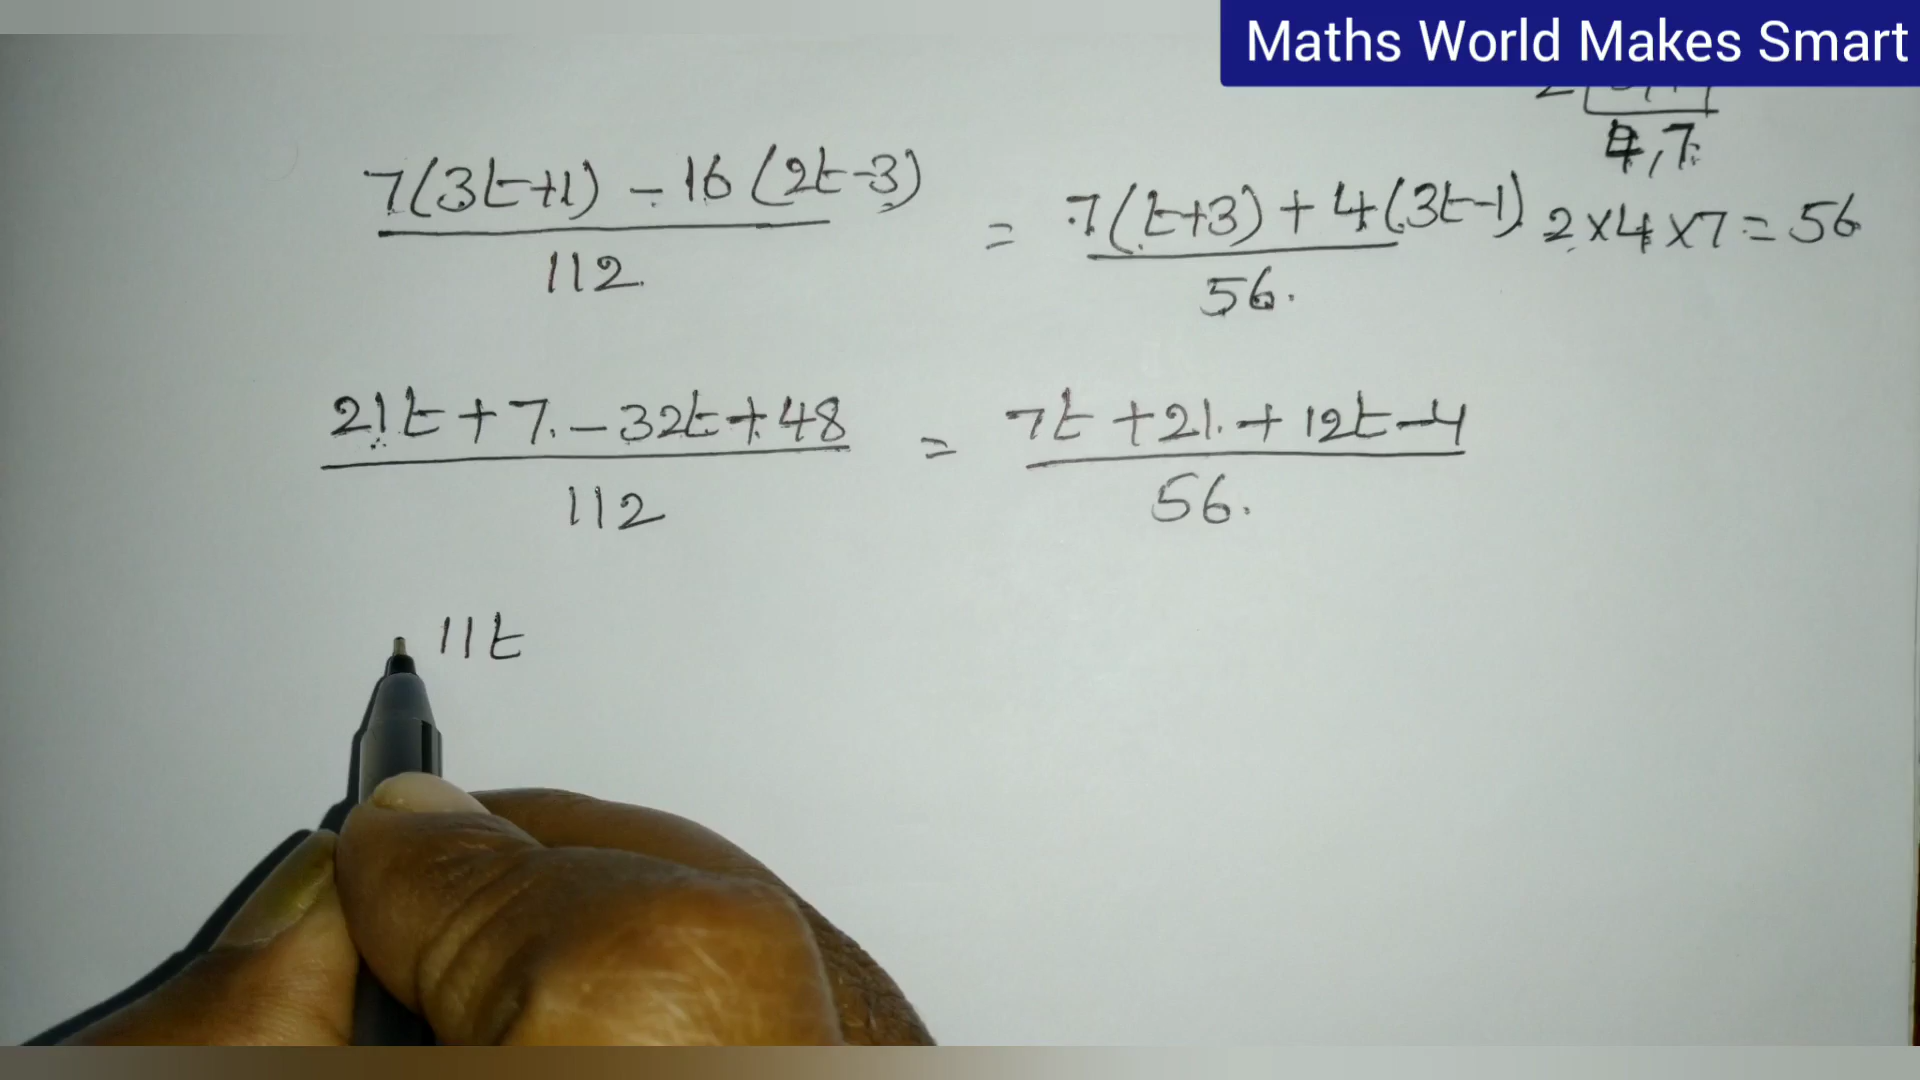 Maths World Makes Smart
4,7
7(3t+1) - 16(2t-3) / 112 = 7(t+3) + 4(3t-1) / 56.
2×4×7=56
21t+7.-32t+48 / 112 = 7t+21.+12t-4 / 56.
11t